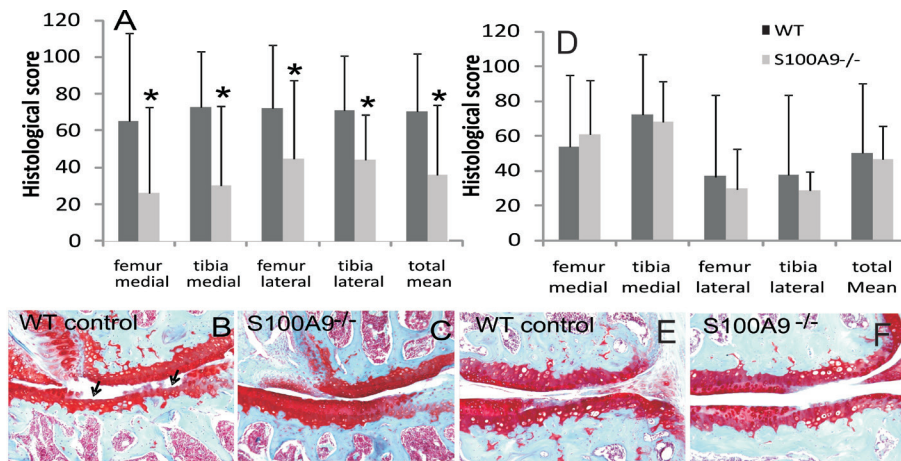 A
Histological score
120
100
80
60
40
20
0
* * * * *
femur medial
tibia medial
femur lateral
tibia lateral
total mean
D
WT
S100A9-/-
Histological score
120
100
80
60
40
20
0
femur medial
tibia medial
femur lateral
tibia lateral
total Mean
WT control
B
S100A9-/-
C
WT control
E
S100A9 -/-
F